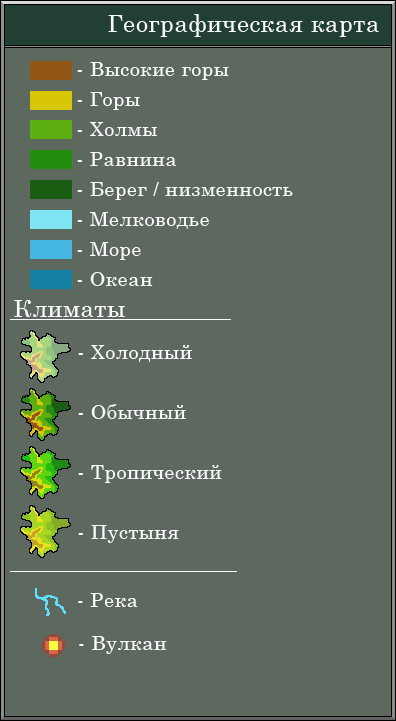 Географическая карта
- Высокие горы
- Горы
- Холмы
- Равнина
- Берег / низменность
- Мелководье
- Море
- Океан
Климаты
- Холодный
- Обычный
- Тропический
- Пустыня
- Река
- Вулкан